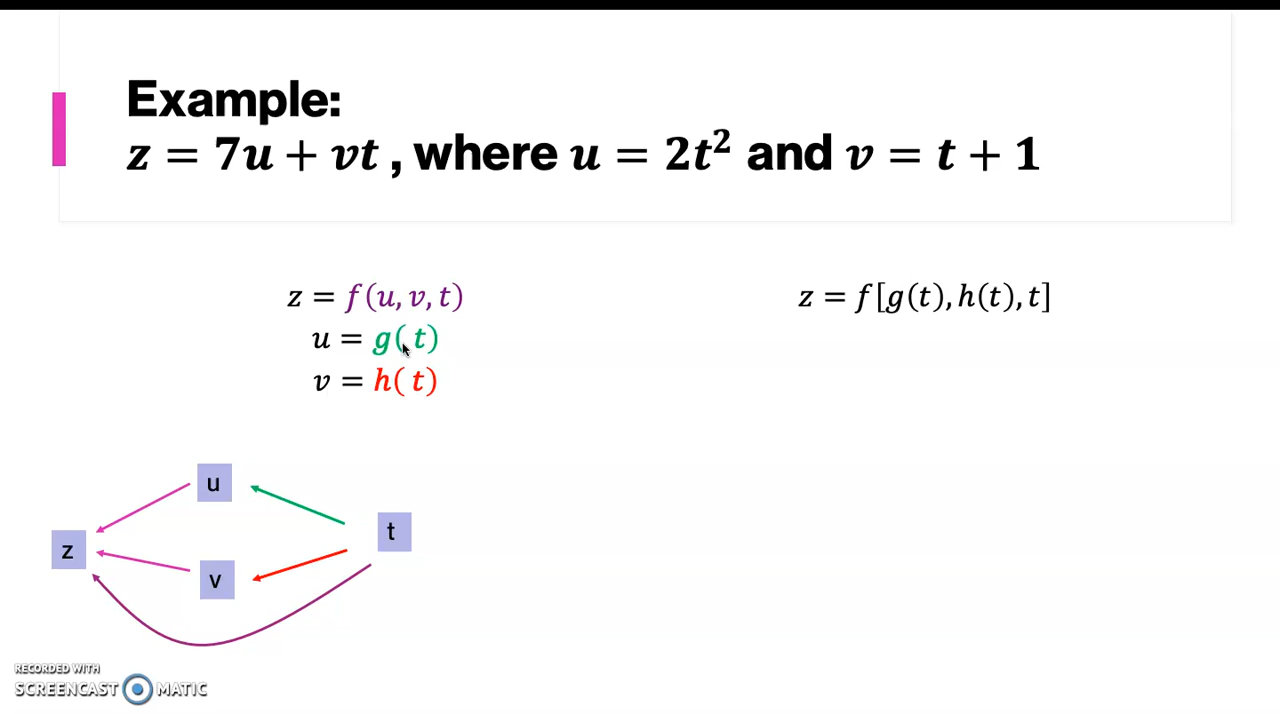 Example:
z = 7u + vt , where u = 2t² and v = t + 1
z = f(u, v, t)
z = f[g(t), h(t), t]
u = g( t)
v = h( t)
u
t
z
v
RECORDED WITH
SCREENCAST MATIC